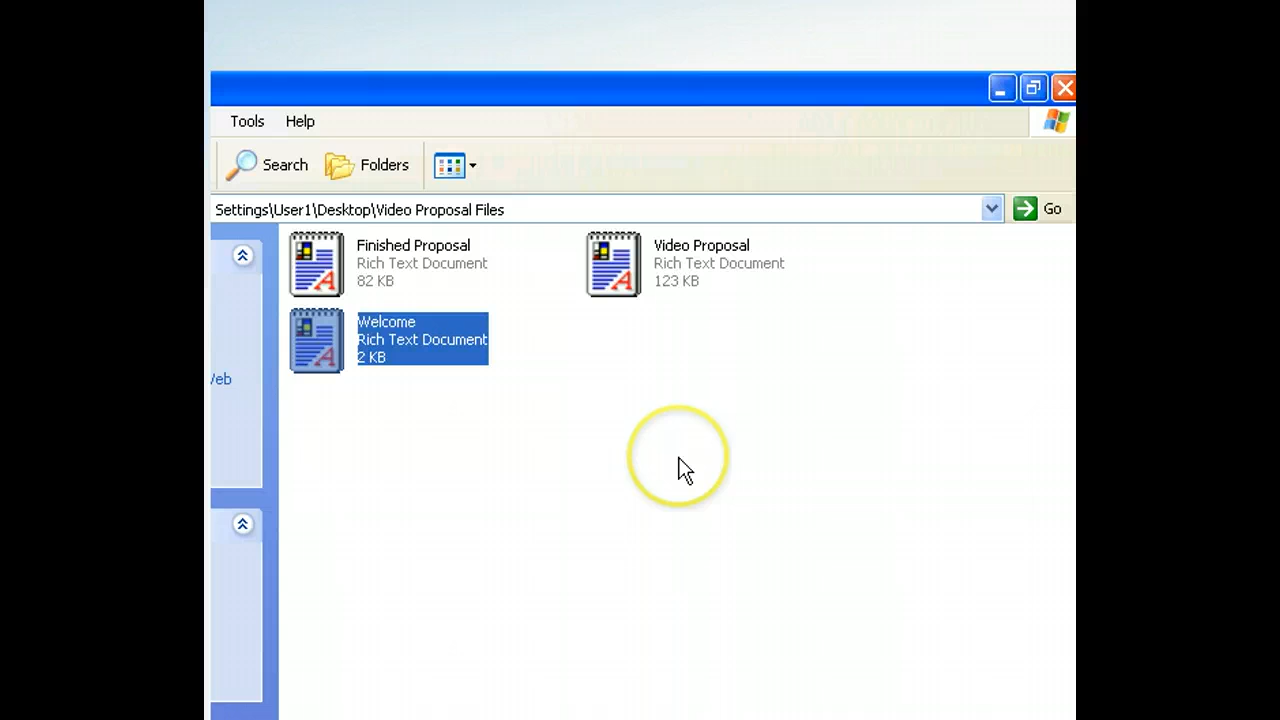 Tools Help
Search Folders
Settings\User1\Desktop\Video Proposal Files Go
Finished Proposal
Rich Text Document
82 KB
Video Proposal
Rich Text Document
123 KB
Welcome
Rich Text Document
2 KB